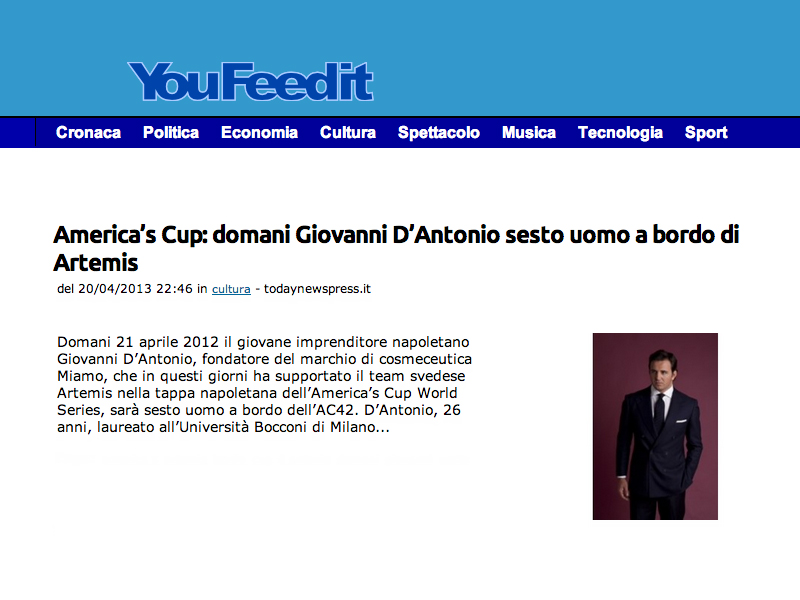 YouFeedit
Cronaca Politica Economia Cultura Spettacolo Musica Tecnologia Sport
America’s Cup: domani Giovanni D’Antonio sesto uomo a bordo di
Artemis
del 20/04/2013 22:46 in cultura - todaynewspress.it
Domani 21 aprile 2012 il giovane imprenditore napoletano
Giovanni D’Antonio, fondatore del marchio di cosmeceutica
Miamo, che in questi giorni ha supportato il team svedese
Artemis nella tappa napoletana dell’America’s Cup World
Series, sarà sesto uomo a bordo dell’AC42. D’Antonio, 26
anni, laureato all’Università Bocconi di Milano...